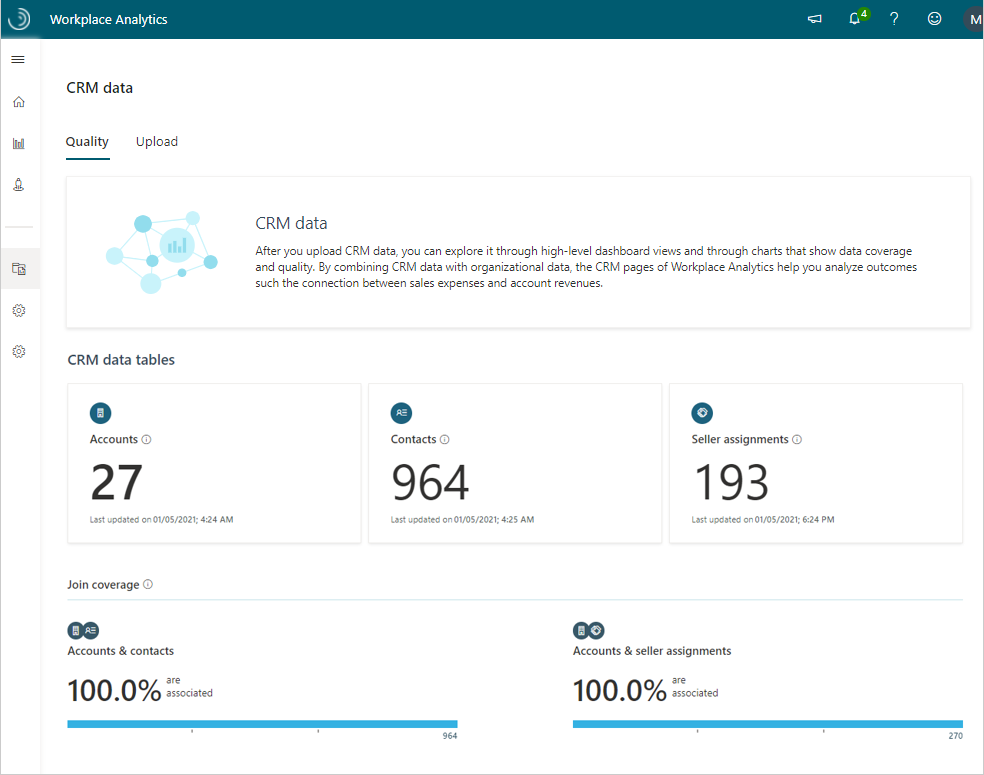 Workplace Analytics
4
?
M
CRM data
Quality
Upload
CRM data
After you upload CRM data, you can explore it through high-level dashboard views and through charts that show data coverage
and quality. By combining CRM data with organizational data, the CRM pages of Workplace Analytics help you analyze outcomes
such the connection between sales expenses and account revenues.
CRM data tables
Accounts
27
Last updated on 01/05/2021; 4:24 AM
Contacts
964
Last updated on 01/05/2021; 4:25 AM
Seller assignments
193
Last updated on 01/05/2021; 6:24 PM
Join coverage
Accounts & contacts
100.0% are
associated
964
Accounts & seller assignments
100.0% are
associated
270